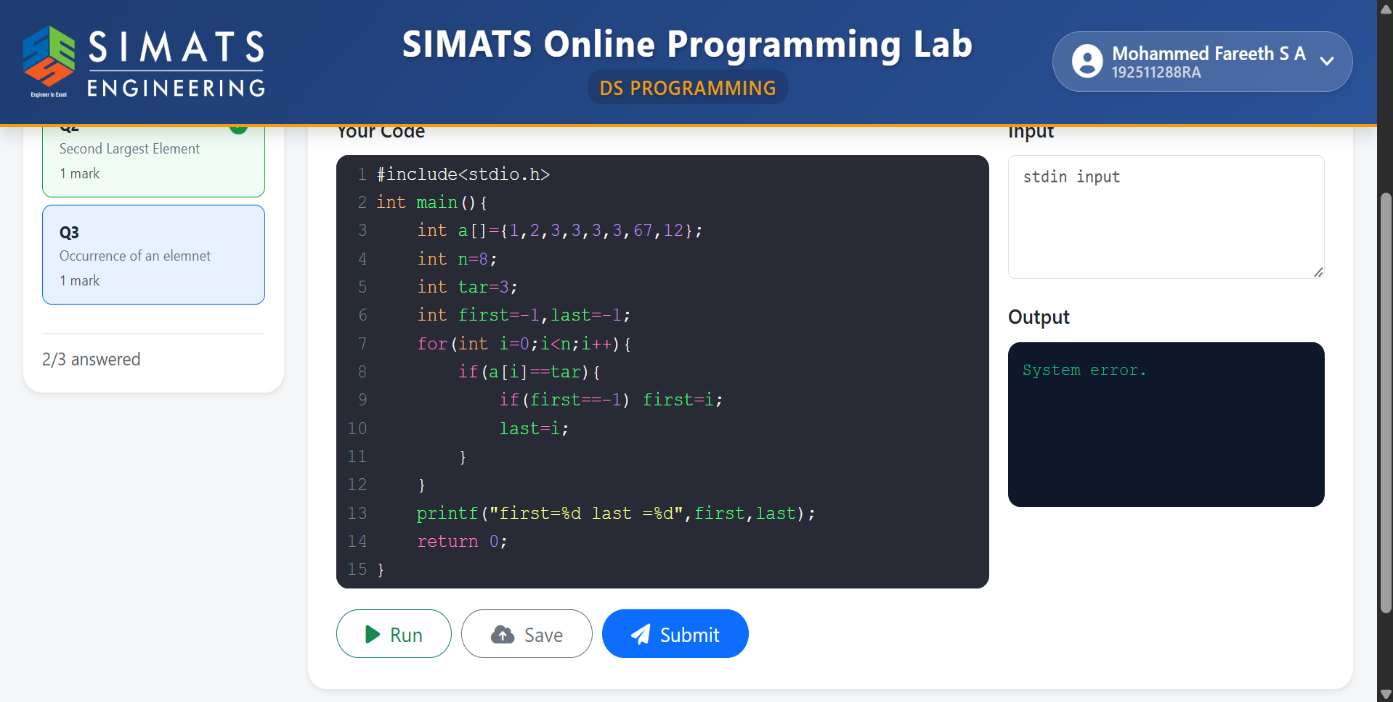 SIMATS
ENGINEERING
Engineer to Excel
SIMATS Online Programming Lab
DS PROGRAMMING
Mohammed Fareeth S A
192511288RA
Q2
Second Largest Element
1 mark
Q3
Occurrence of an elemnet
1 mark
2/3 answered
Your Code
1 #include<stdio.h>
2 int main(){
3     int a[]={1,2,3,3,3,3,67,12};
4     int n=8;
5     int tar=3;
6     int first=-1,last=-1;
7     for(int i=0;i<n;i++){
8         if(a[i]==tar){
9             if(first==-1) first=i;
10             last=i;
11         }
12     }
13     printf("first=%d last =%d",first,last);
14     return 0;
15 }
Run
Save
Submit
Input
stdin input
Output
System error.